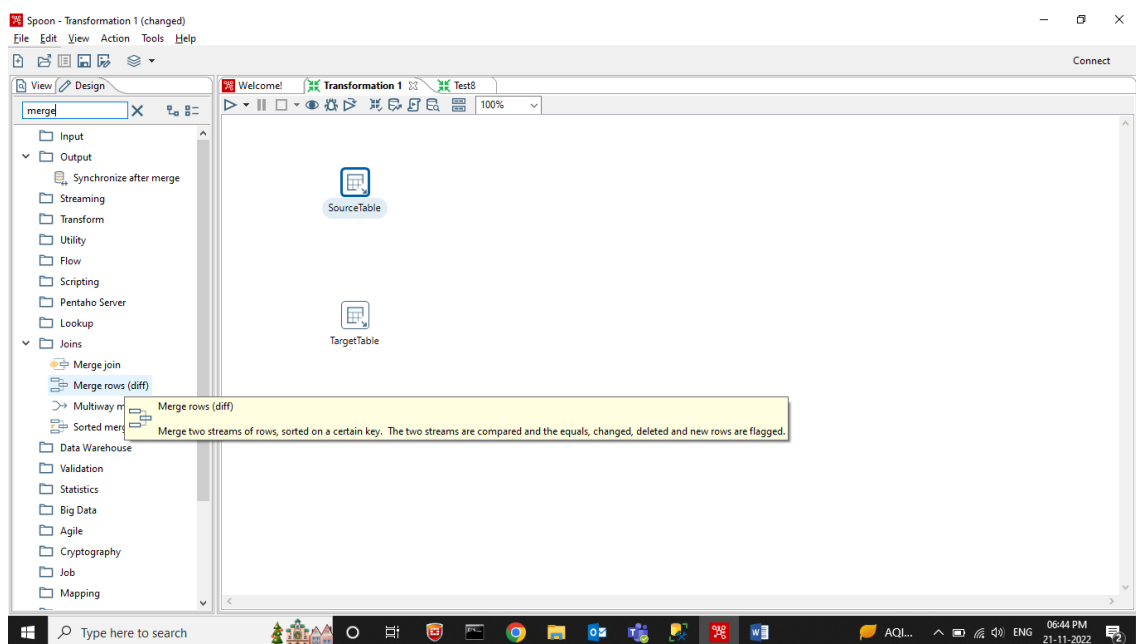 Spoon - Transformation 1 (changed)
File Edit View Action Tools Help
Connect
View Design
Welcome! Transformation 1 Test8
merge
100%
Input
Output
Synchronize after merge
Streaming
Transform
Utility
Flow
Scripting
Pentaho Server
Lookup
Joins
Merge join
Merge rows (diff)
Multiway m
Sorted merg
Merge rows (diff)
Merge two streams of rows, sorted on a certain key. The two streams are compared and the equals, changed, deleted and new rows are flagged.
Data Warehouse
Validation
Statistics
Big Data
Agile
Cryptography
Job
Mapping
SourceTable
TargetTable
Type here to search
AQI...
ENG
06:44 PM
21-11-2022
2